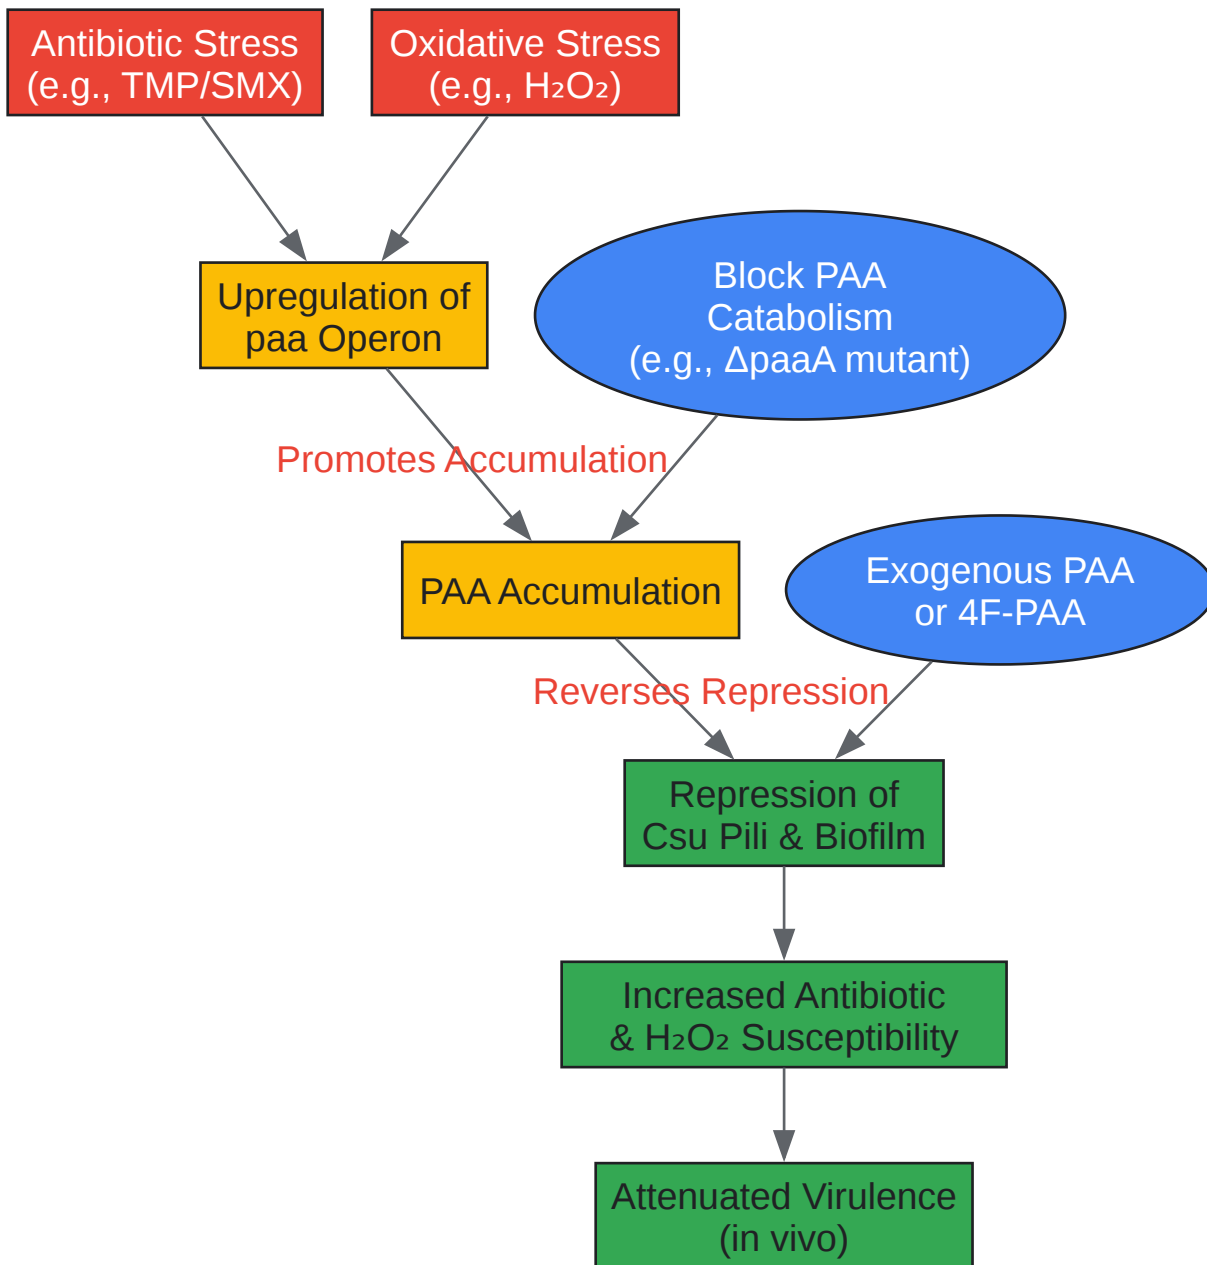 Antibiotic Stress
(e.g., TMP/SMX)
Oxidative Stress
(e.g., H₂O₂)
Upregulation of
paa Operon
Block PAA
Catabolism
(e.g., ΔpaaA mutant)
Promotes Accumulation
PAA Accumulation
Exogenous PAA
or 4F-PAA
Reverses Repression
Repression of
Csu Pili & Biofilm
Increased Antibiotic
& H₂O₂ Susceptibility
Attenuated Virulence
(in vivo)